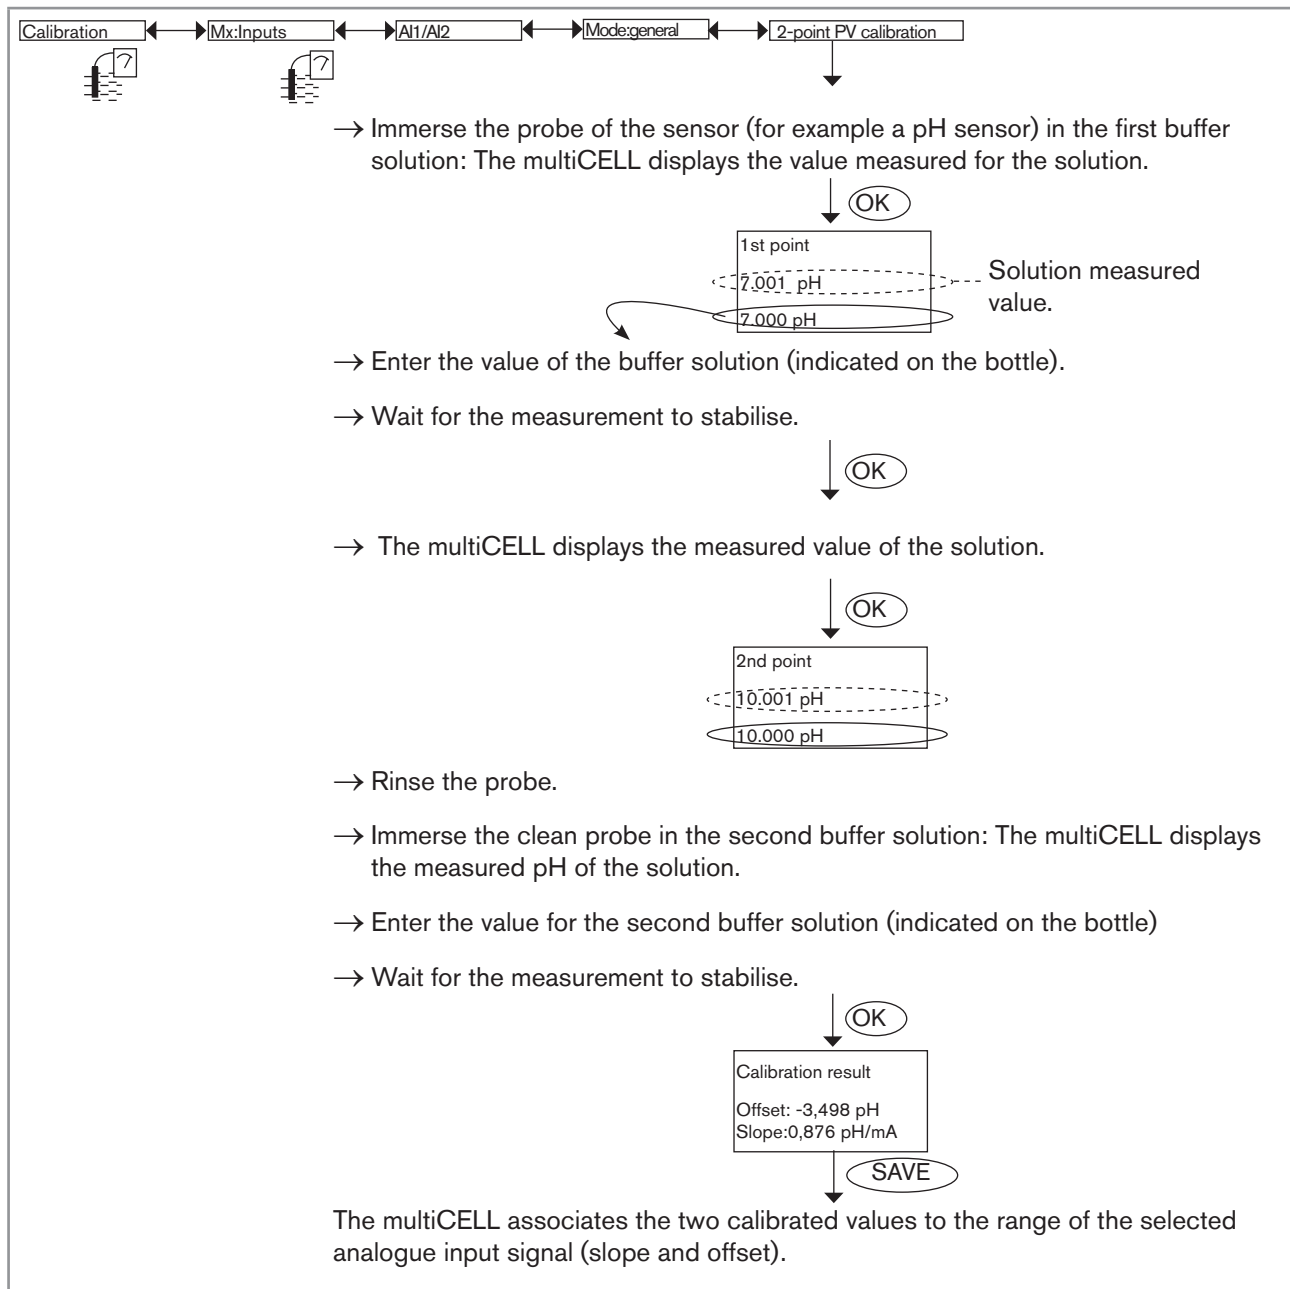 Calibration Mx:Inputs AI1/AI2 Mode:general 2-point PV calibration
→ Immerse the probe of the sensor (for example a pH sensor) in the first buffer
solution: The multiCELL displays the value measured for the solution.
OK
1st point
7.001 pH
Solution measured
value.
7.000 pH
→ Enter the value of the buffer solution (indicated on the bottle).
→ Wait for the measurement to stabilise.
OK
→ The multiCELL displays the measured value of the solution.
OK
2nd point
10.001 pH
10.000 pH
→ Rinse the probe.
→ Immerse the clean probe in the second buffer solution: The multiCELL displays
the measured pH of the solution.
→ Enter the value for the second buffer solution (indicated on the bottle)
→ Wait for the measurement to stabilise.
OK
Calibration result
Offset: -3,498 pH
Slope:0,876 pH/mA
SAVE
The multiCELL associates the two calibrated values to the range of the selected
analogue input signal (slope and offset).